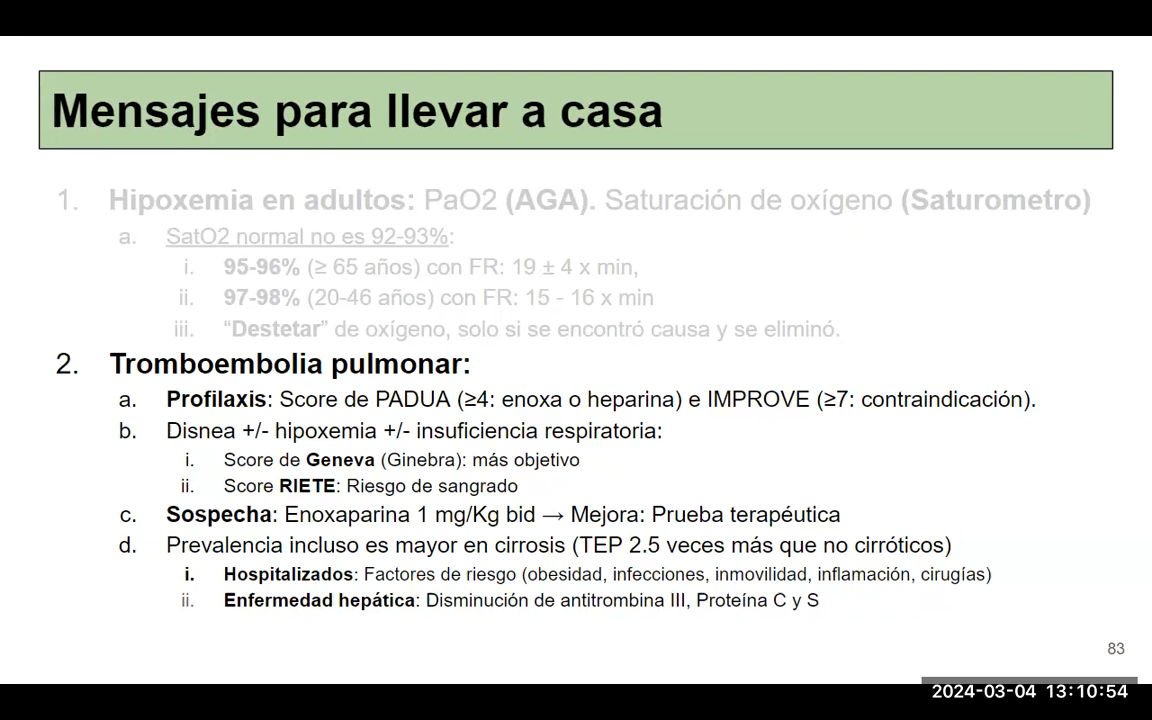 Mensajes para llevar a casa
1. Hipoxemia en adultos: PaO2 (AGA). Saturación de oxígeno (Saturometro)
a. SatO2 normal no es 92-93%:
i. 95-96% (≥ 65 años) con FR: 19 ± 4 x min,
ii. 97-98% (20-46 años) con FR: 15 - 16 x min
iii. “Destetar” de oxígeno, solo si se encontró causa y se eliminó.
2. Tromboembolia pulmonar:
a. Profilaxis: Score de PADUA (≥4: enoxa o heparina) e IMPROVE (≥7: contraindicación).
b. Disnea +/- hipoxemia +/- insuficiencia respiratoria:
i. Score de Geneva (Ginebra): más objetivo
ii. Score RIETE: Riesgo de sangrado
c. Sospecha: Enoxaparina 1 mg/Kg bid → Mejora: Prueba terapéutica
d. Prevalencia incluso es mayor en cirrosis (TEP 2.5 veces más que no cirróticos)
i. Hospitalizados: Factores de riesgo (obesidad, infecciones, inmovilidad, inflamación, cirugías)
ii. Enfermedad hepática: Disminución de antitrombina III, Proteína C y S
83
2024-03-04 13:10:54